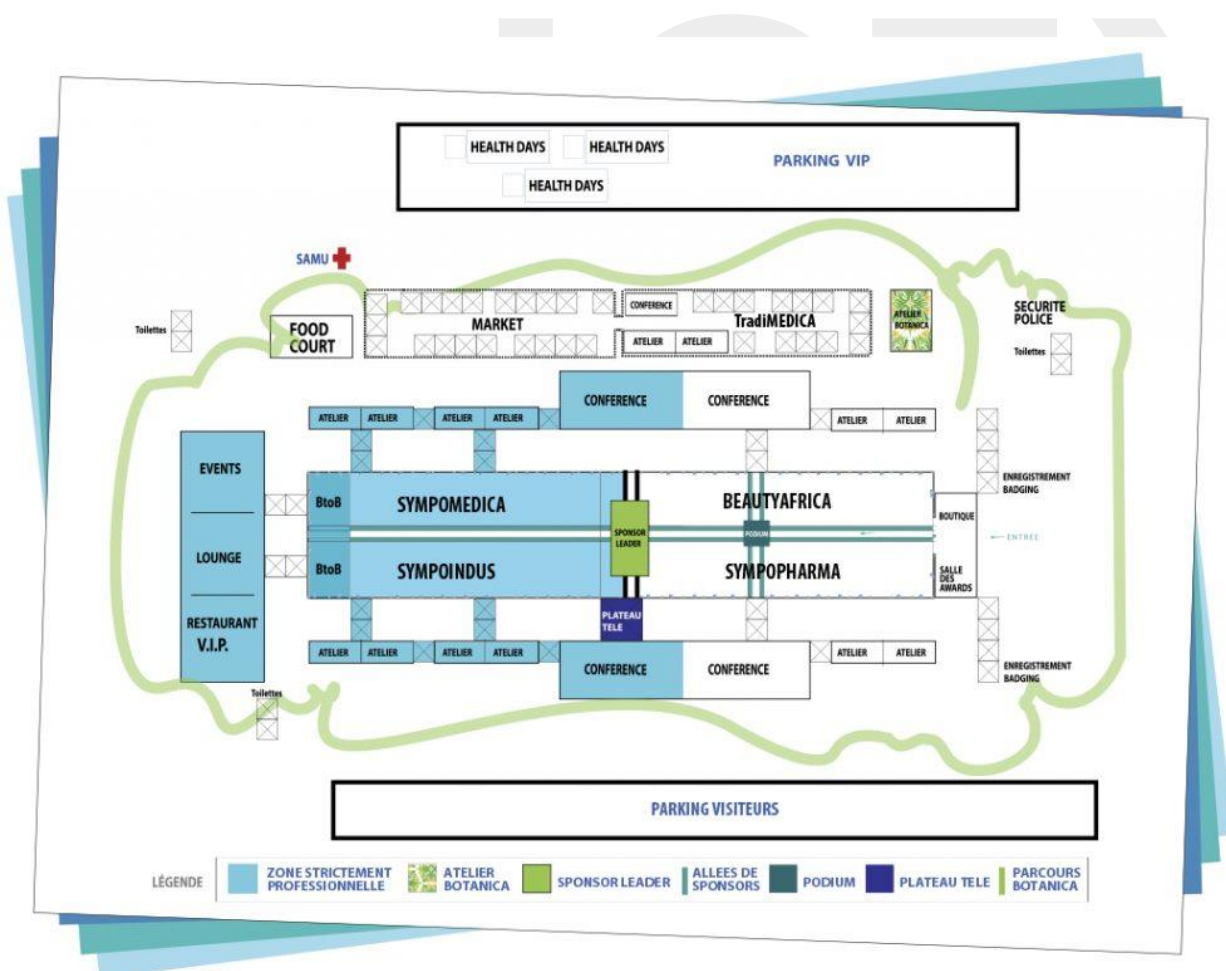 HEALTH DAYS
HEALTH DAYS
PARKING VIP
HEALTH DAYS
SAMU
Toilettes
FOOD
COURT
MARKET
CONFERENCE
TradiMEDICA
ATELIER
ATELIER
ATELIER
BOTANICA
SECURITE
POLICE
Toilettes
CONFERENCE
CONFERENCE
ATELIER
ATELIER
ATELIER
ATELIER
ATELIER
ATELIER
EVENTS
LOUNGE
RESTAURANT
V.I.P.
BtoB
SYMPOMEDICA
BEAUTYAFRICA
SPONSOR
LEADER
PODIUM
BtoB
SYMPOINDUS
SYMPOPHARMA
BOUTIQUE
SALLE
DES
AWARDS
ENREGISTREMENT
BADGING
ENTREE
PLATEAU
TELE
ATELIER
ATELIER
ATELIER
ATELIER
CONFERENCE
CONFERENCE
ATELIER
ATELIER
ENREGISTREMENT
BADGING
Toilettes
PARKING VISITEURS
LÉGENDE
ZONE STRICTEMENT
PROFESSIONNELLE
ATELIER
BOTANICA
SPONSOR LEADER
ALLEES DE
SPONSORS
PODIUM
PLATEAU TELE
PARCOURS
BOTANICA